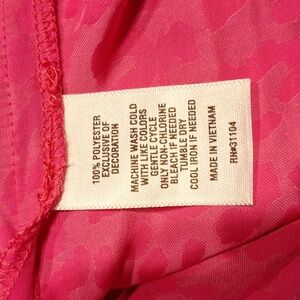 100% POLYESTER
EXCLUSIVE OF
DECORATION
MACHINE WASH COLD
WITH LIKE COLORS
GENTLE CYCLE
ONLY NON-CHLORINE
BLEACH IF NEEDED
TUMBLE DRY
COOL IRON IF NEEDED
MADE IN VIETNAM
RN#31104